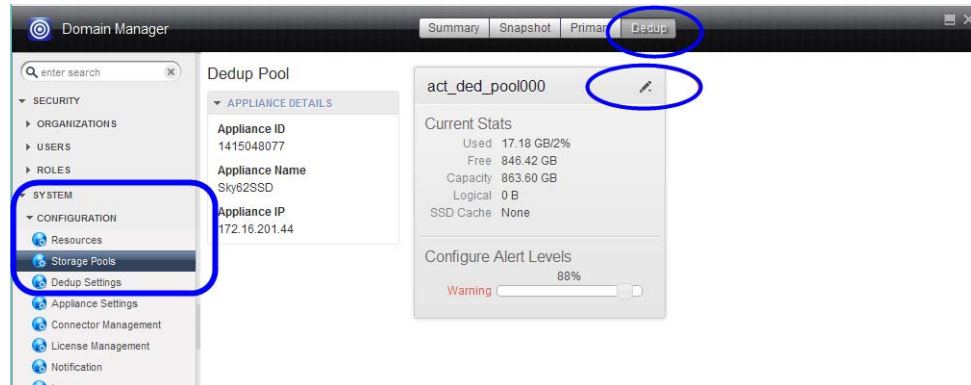 Domain Manager
Summary
Snapshot
Primary
Dedup
enter search
SECURITY
ORGANIZATIONS
USERS
ROLES
SYSTEM
CONFIGURATION
Resources
Storage Pools
Dedup Settings
Appliance Settings
Connector Management
License Management
Notification
Dedup Pool
APPLIANCE DETAILS
Appliance ID
1415048077
Appliance Name
Sky62SSD
Appliance IP
172.16.201.44
act_ded_pool000
Current Stats
Used 17.18 GB/2%
Free 846.42 GB
Capacity 863.60 GB
Logical 0 B
SSD Cache None
Configure Alert Levels
88%
Warning